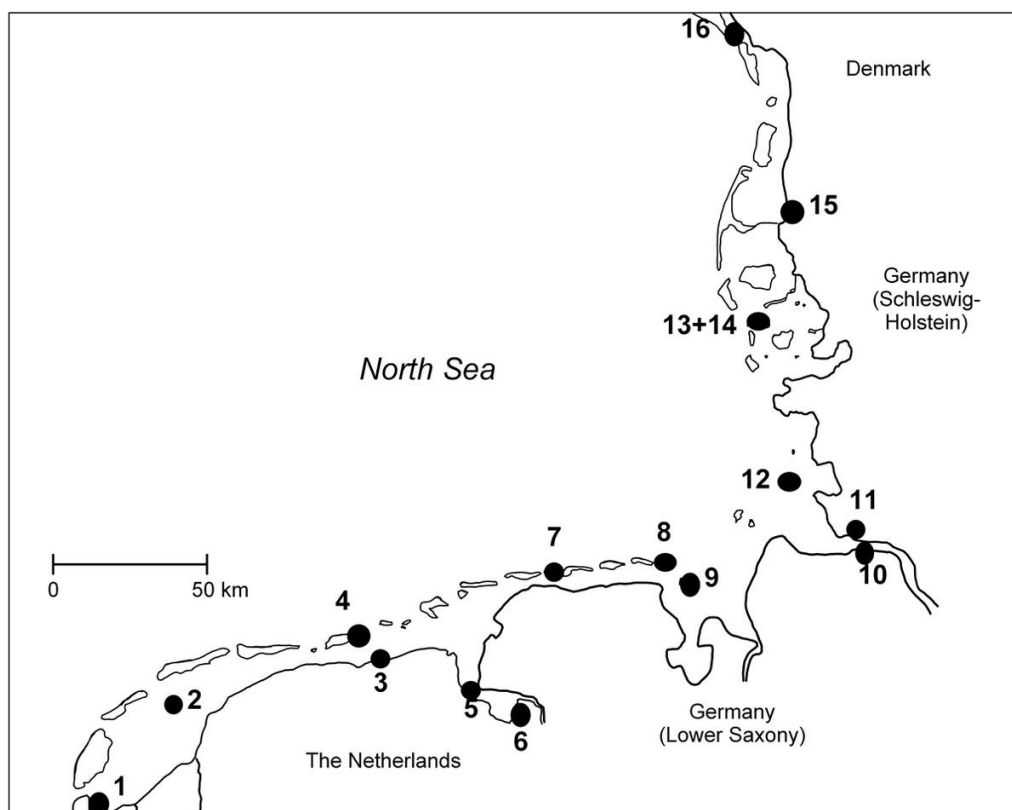 16
Denmark
15
Germany
(Schleswig-
Holstein)
13+14
North Sea
12
11
7
8
10
9
0
50 km
4
3
2
5
6
Germany
(Lower Saxony)
The Netherlands
1